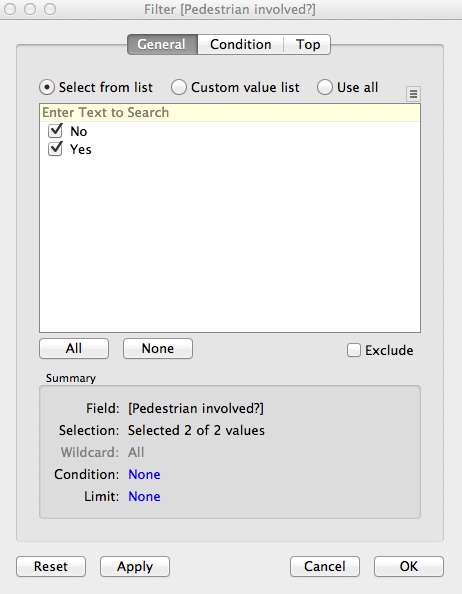 Filter [Pedestrian involved?]
General Condition Top
Select from list Custom value list Use all
Enter Text to Search
No
Yes
All None Exclude
Summary
Field: [Pedestrian involved?]
Selection: Selected 2 of 2 values
Wildcard: All
Condition: None
Limit: None
Reset Apply Cancel OK